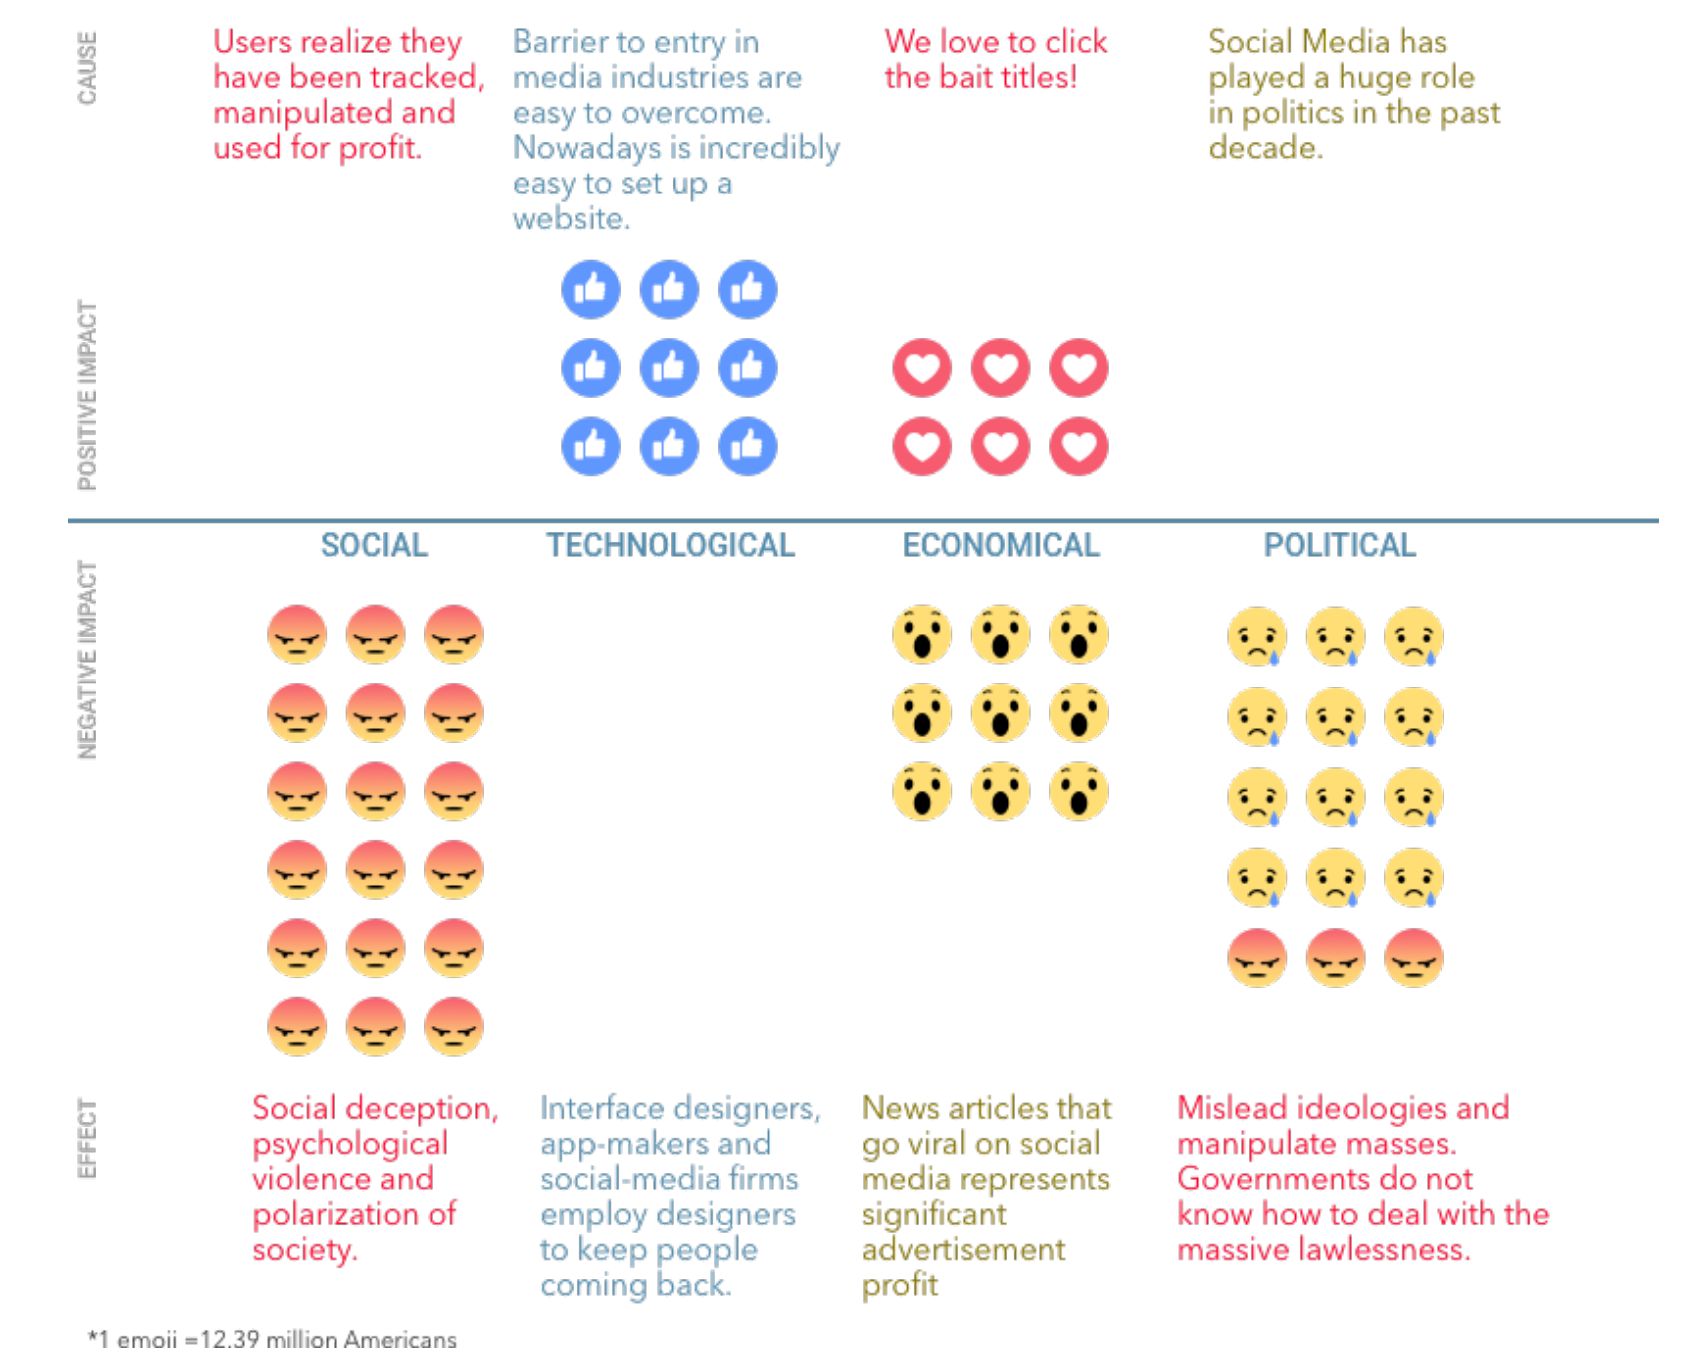 CAUSE
Users realize they
have been tracked,
manipulated and
used for profit.
Barrier to entry in
media industries are
easy to overcome.
Nowadays is incredibly
easy to set up a
website.
We love to click
the bait titles!
Social Media has
played a huge role
in politics in the past
decade.
POSITIVE IMPACT
SOCIAL
TECHNOLOGICAL
ECONOMICAL
POLITICAL
NEGATIVE IMPACT
EFFECT
Social deception,
psychological
violence and
polarization of
society.
Interface designers,
app-makers and
social-media firms
employ designers
to keep people
coming back.
News articles that
go viral on social
media represents
significant
advertisement
profit
Mislead ideologies and
manipulate masses.
Governments do not
know how to deal with the
massive lawlessness.
*1 emoji =12.39 million Americans